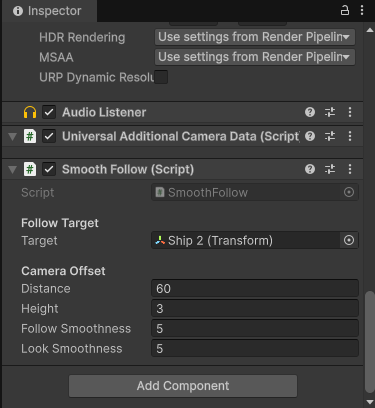 Inspector
HDR Rendering Use settings from Render Pipelin
MSAA Use settings from Render Pipelin
URP Dynamic Resolu
Audio Listener
# Universal Additional Camera Data (Script
# Smooth Follow (Script)
Script # SmoothFollow
Follow Target
Target Ship 2 (Transform)
Camera Offset
Distance 60
Height 3
Follow Smoothness 5
Look Smoothness 5
Add Component